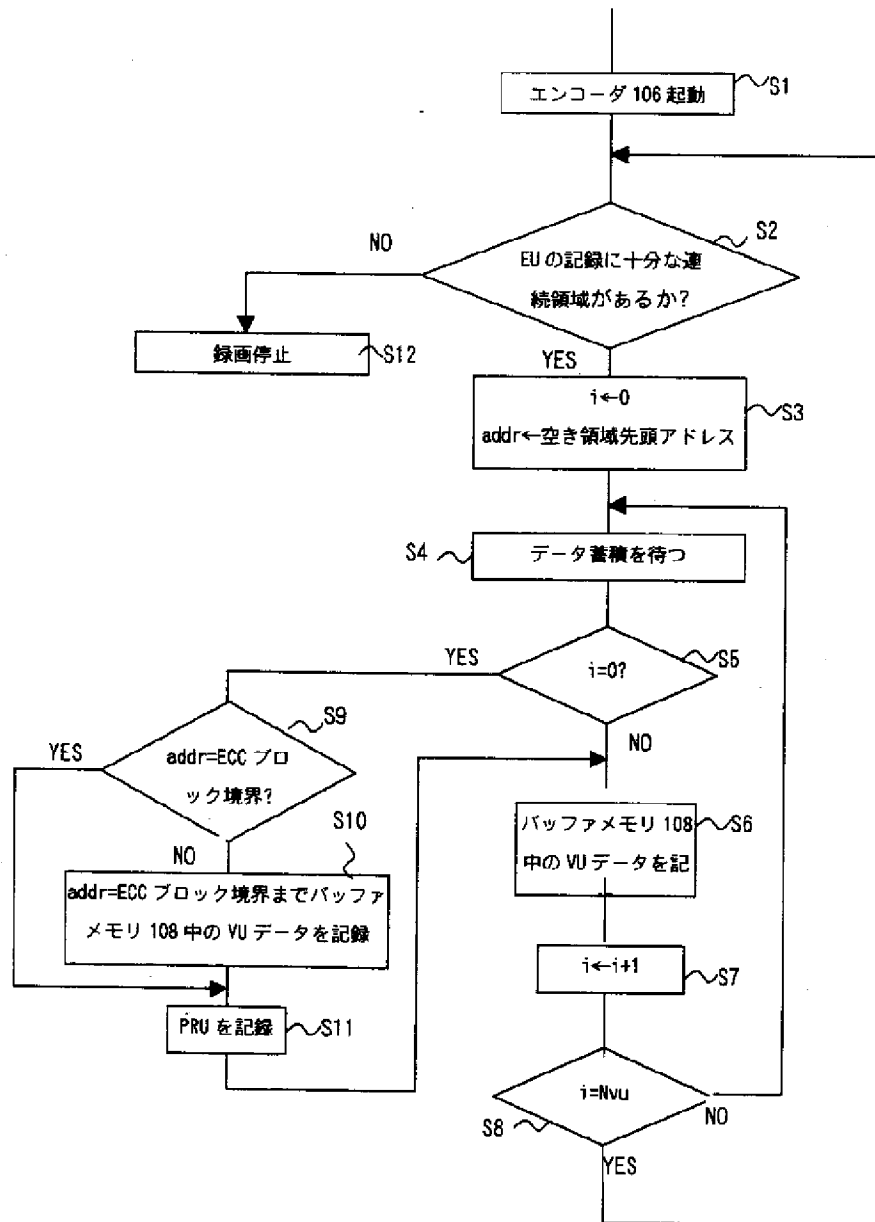 エンコーダ 106 起動
S1
S2
NO
EUの記録に十分な連
続領域があるか?
録画停止
S12
YES
i←0
addr←空き領域先頭アドレス
S3
S4
データ蓄積を待つ
YES
i=0?
S5
S9
NO
YES
addr=ECC ブロ
ック境界?
S10
バッファメモリ 108
中の VU データを記
S6
NO
addr=ECC ブロック境界までバッファ
メモリ 108 中の VU データを記録
i←i+1
S7
PRU を記録
S11
i=Nvu
NO
S8
YES